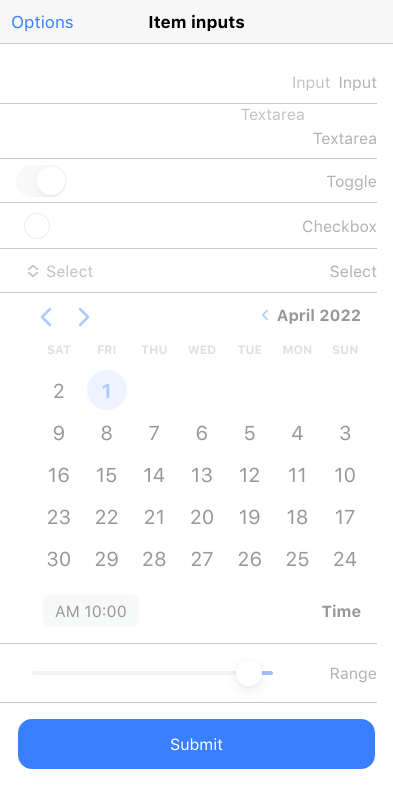 Options
Item inputs
Input Input
Textarea
Textarea
Toggle
Checkbox
Select Select
April 2022
SAT FRI THU WED TUE MON SUN
2 1
9 8 7 6 5 4 3
16 15 14 13 12 11 10
23 22 21 20 19 18 17
30 29 28 27 26 25 24
AM 10:00 Time
Range
Submit